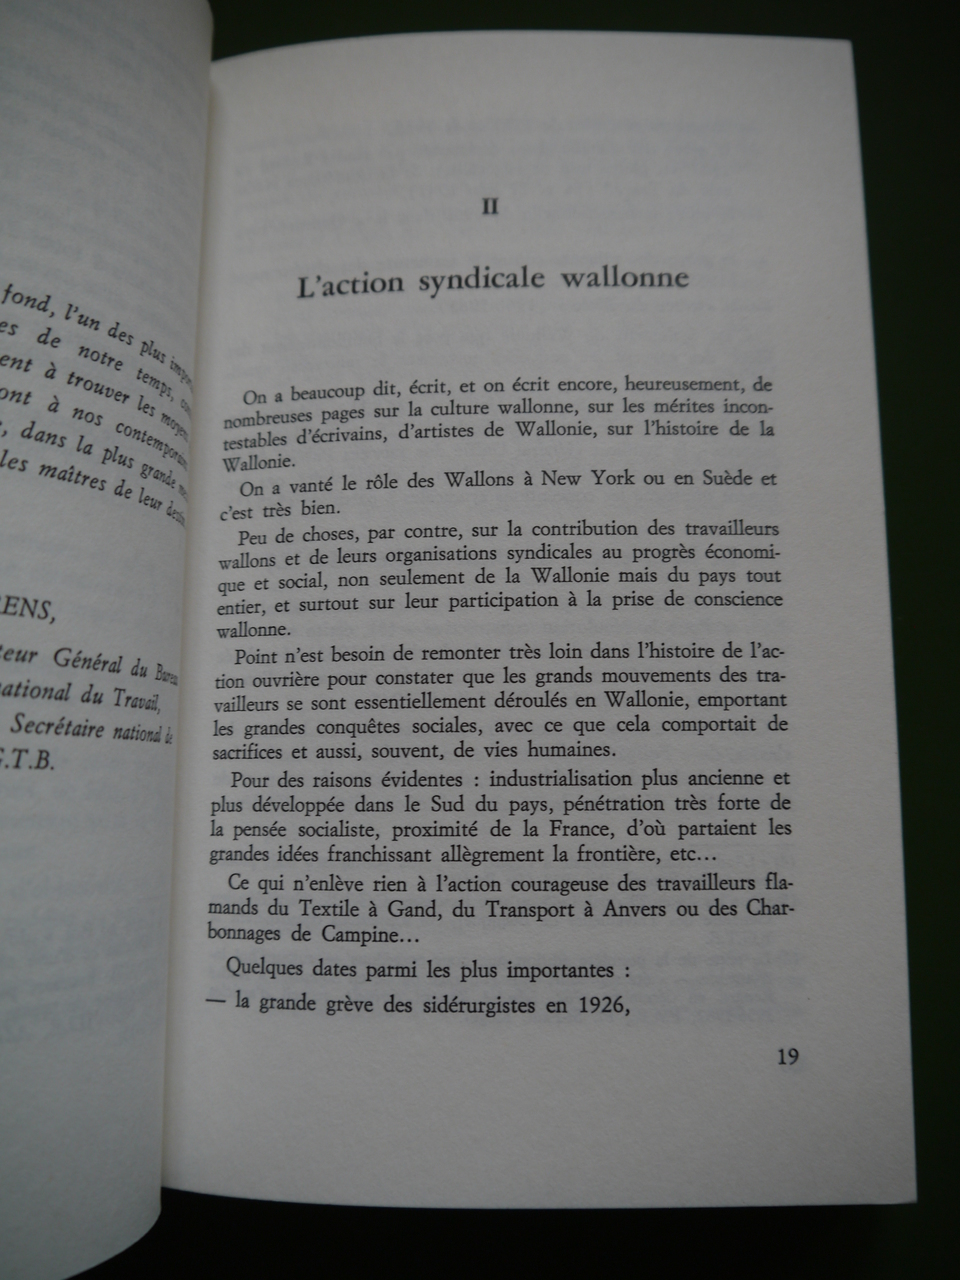 fond, l'un des plus
es de notre temps,
ent à trouver les moyens
ont à nos contemporains
, dans la plus grande
les maîtres de leur destin
ENS,
teur Général du Bureau
national du Travail,
Secrétaire national de
G.T.B.
II
L'action syndicale wallonne
On a beaucoup dit, écrit, et on écrit encore, heureusement, de
nombreuses pages sur la culture wallonne, sur les mérites incon-
testables d'écrivains, d'artistes de Wallonie, sur l'histoire de la
Wallonie.
On a vanté le rôle des Wallons à New York ou en Suède et
c'est très bien.
Peu de choses, par contre, sur la contribution des travailleurs
wallons et de leurs organisations syndicales au progrès économi-
que et social, non seulement de la Wallonie mais du pays tout
entier, et surtout sur leur participation à la prise de conscience
wallonne.
Point n'est besoin de remonter très loin dans l'histoire de l'ac-
tion ouvrière pour constater que les grands mouvements des tra-
vailleurs se sont essentiellement déroulés en Wallonie, emportant
les grandes conquêtes sociales, avec ce que cela comportait de
sacrifices et aussi, souvent, de vies humaines.
Pour des raisons évidentes : industrialisation plus ancienne et
plus développée dans le Sud du pays, pénétration très forte de
la pensée socialiste, proximité de la France, d'où partaient les
grandes idées franchissant allègrement la frontière, etc...
Ce qui n'enlève rien à l'action courageuse des travailleurs fla-
mands du Textile à Gand, du Transport à Anvers ou des Char-
bonnages de Campine...
Quelques dates parmi les plus importantes :
— la grande grève des sidérurgistes en 1926,
19